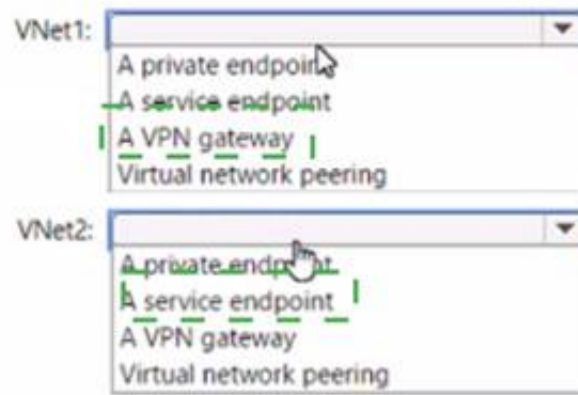 VNet1:
A private endpoint
A service endpoint
A VPN gateway
Virtual network peering
VNet2:
A private endpoint
A service endpoint
A VPN gateway
Virtual network peering